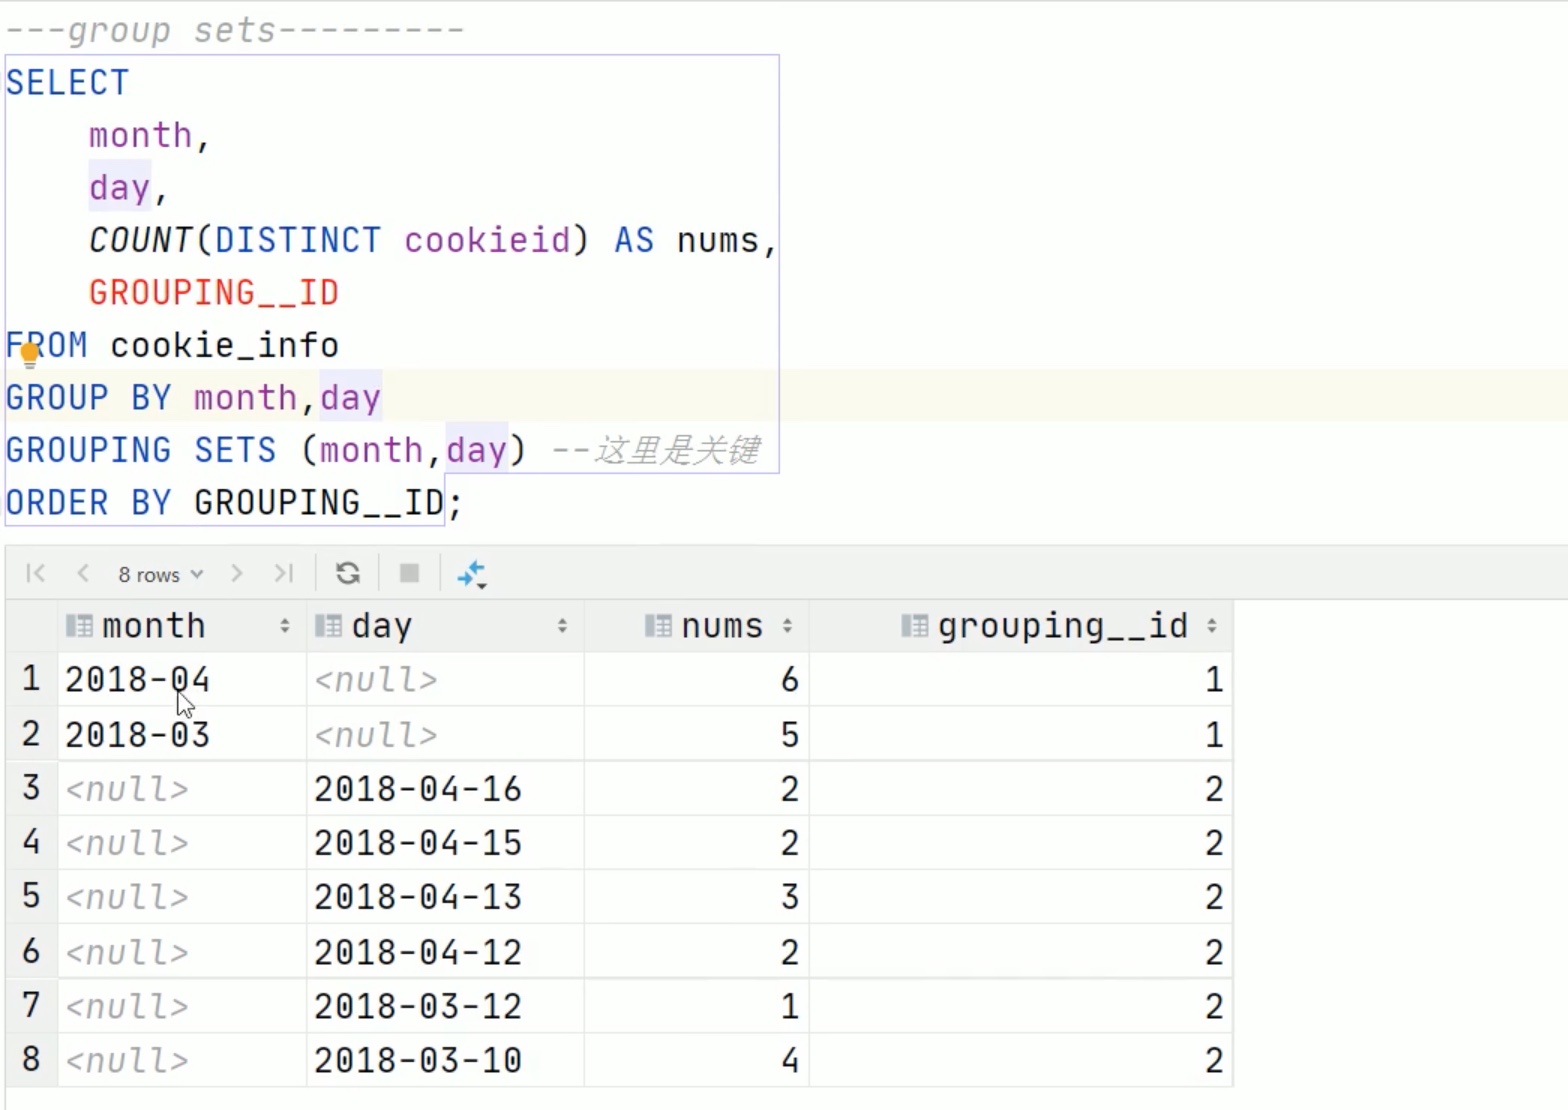 ---group sets---------
SELECT
month,
day,
COUNT(DISTINCT cookieid) AS nums,
GROUPING__ID
FROM cookie_info
GROUP BY month,day
GROUPING SETS (month,day) --这里是关键
ORDER BY GROUPING__ID;
8 rows
month day nums grouping__id
1 2018-04 <null> 6 1
2 2018-03 <null> 5 1
3 <null> 2018-04-16 2 2
4 <null> 2018-04-15 2 2
5 <null> 2018-04-13 3 2
6 <null> 2018-04-12 2 2
7 <null> 2018-03-12 1 2
8 <null> 2018-03-10 4 2